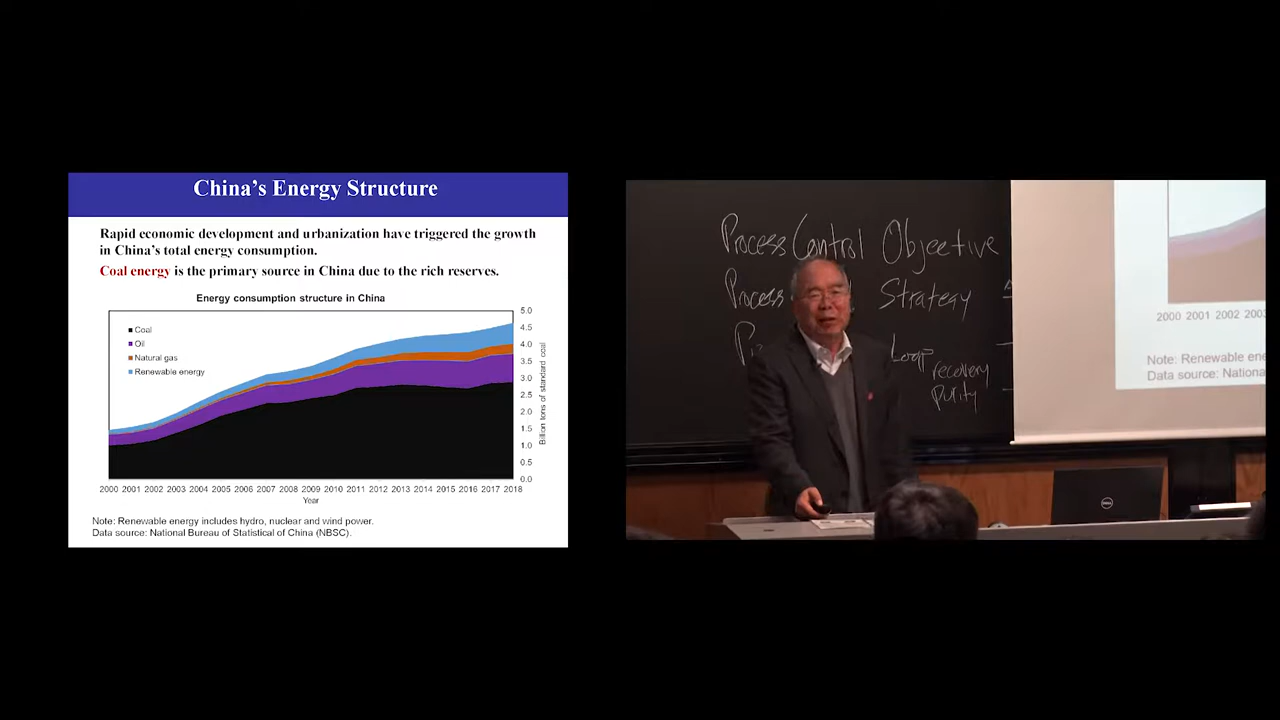 China's Energy Structure
Rapid economic development and urbanization have triggered the growth
in China's total energy consumption.
Coal energy is the primary source in China due to the rich reserves.
Energy consumption structure in China
Coal
Oil
Natural gas
Renewable energy
5.0
4.5
4.0
3.5
3.0
2.5
2.0
1.5
1.0
0.5
0.0
Billion tons of standard coal
2000 2001 2002 2003 2004 2005 2006 2007 2008 2009 2010 2011 2012 2013 2014 2015 2016 2017 2018
Year
Note: Renewable energy includes hydro, nuclear and wind power.
Data source: National Bureau of Statistical of China (NBSC).
Process Control Objective
Process Strategy
Loop
recovery
Purity
2000 2001 2002 2003
Note: Renewable ene
Data source: Nationa
DELL